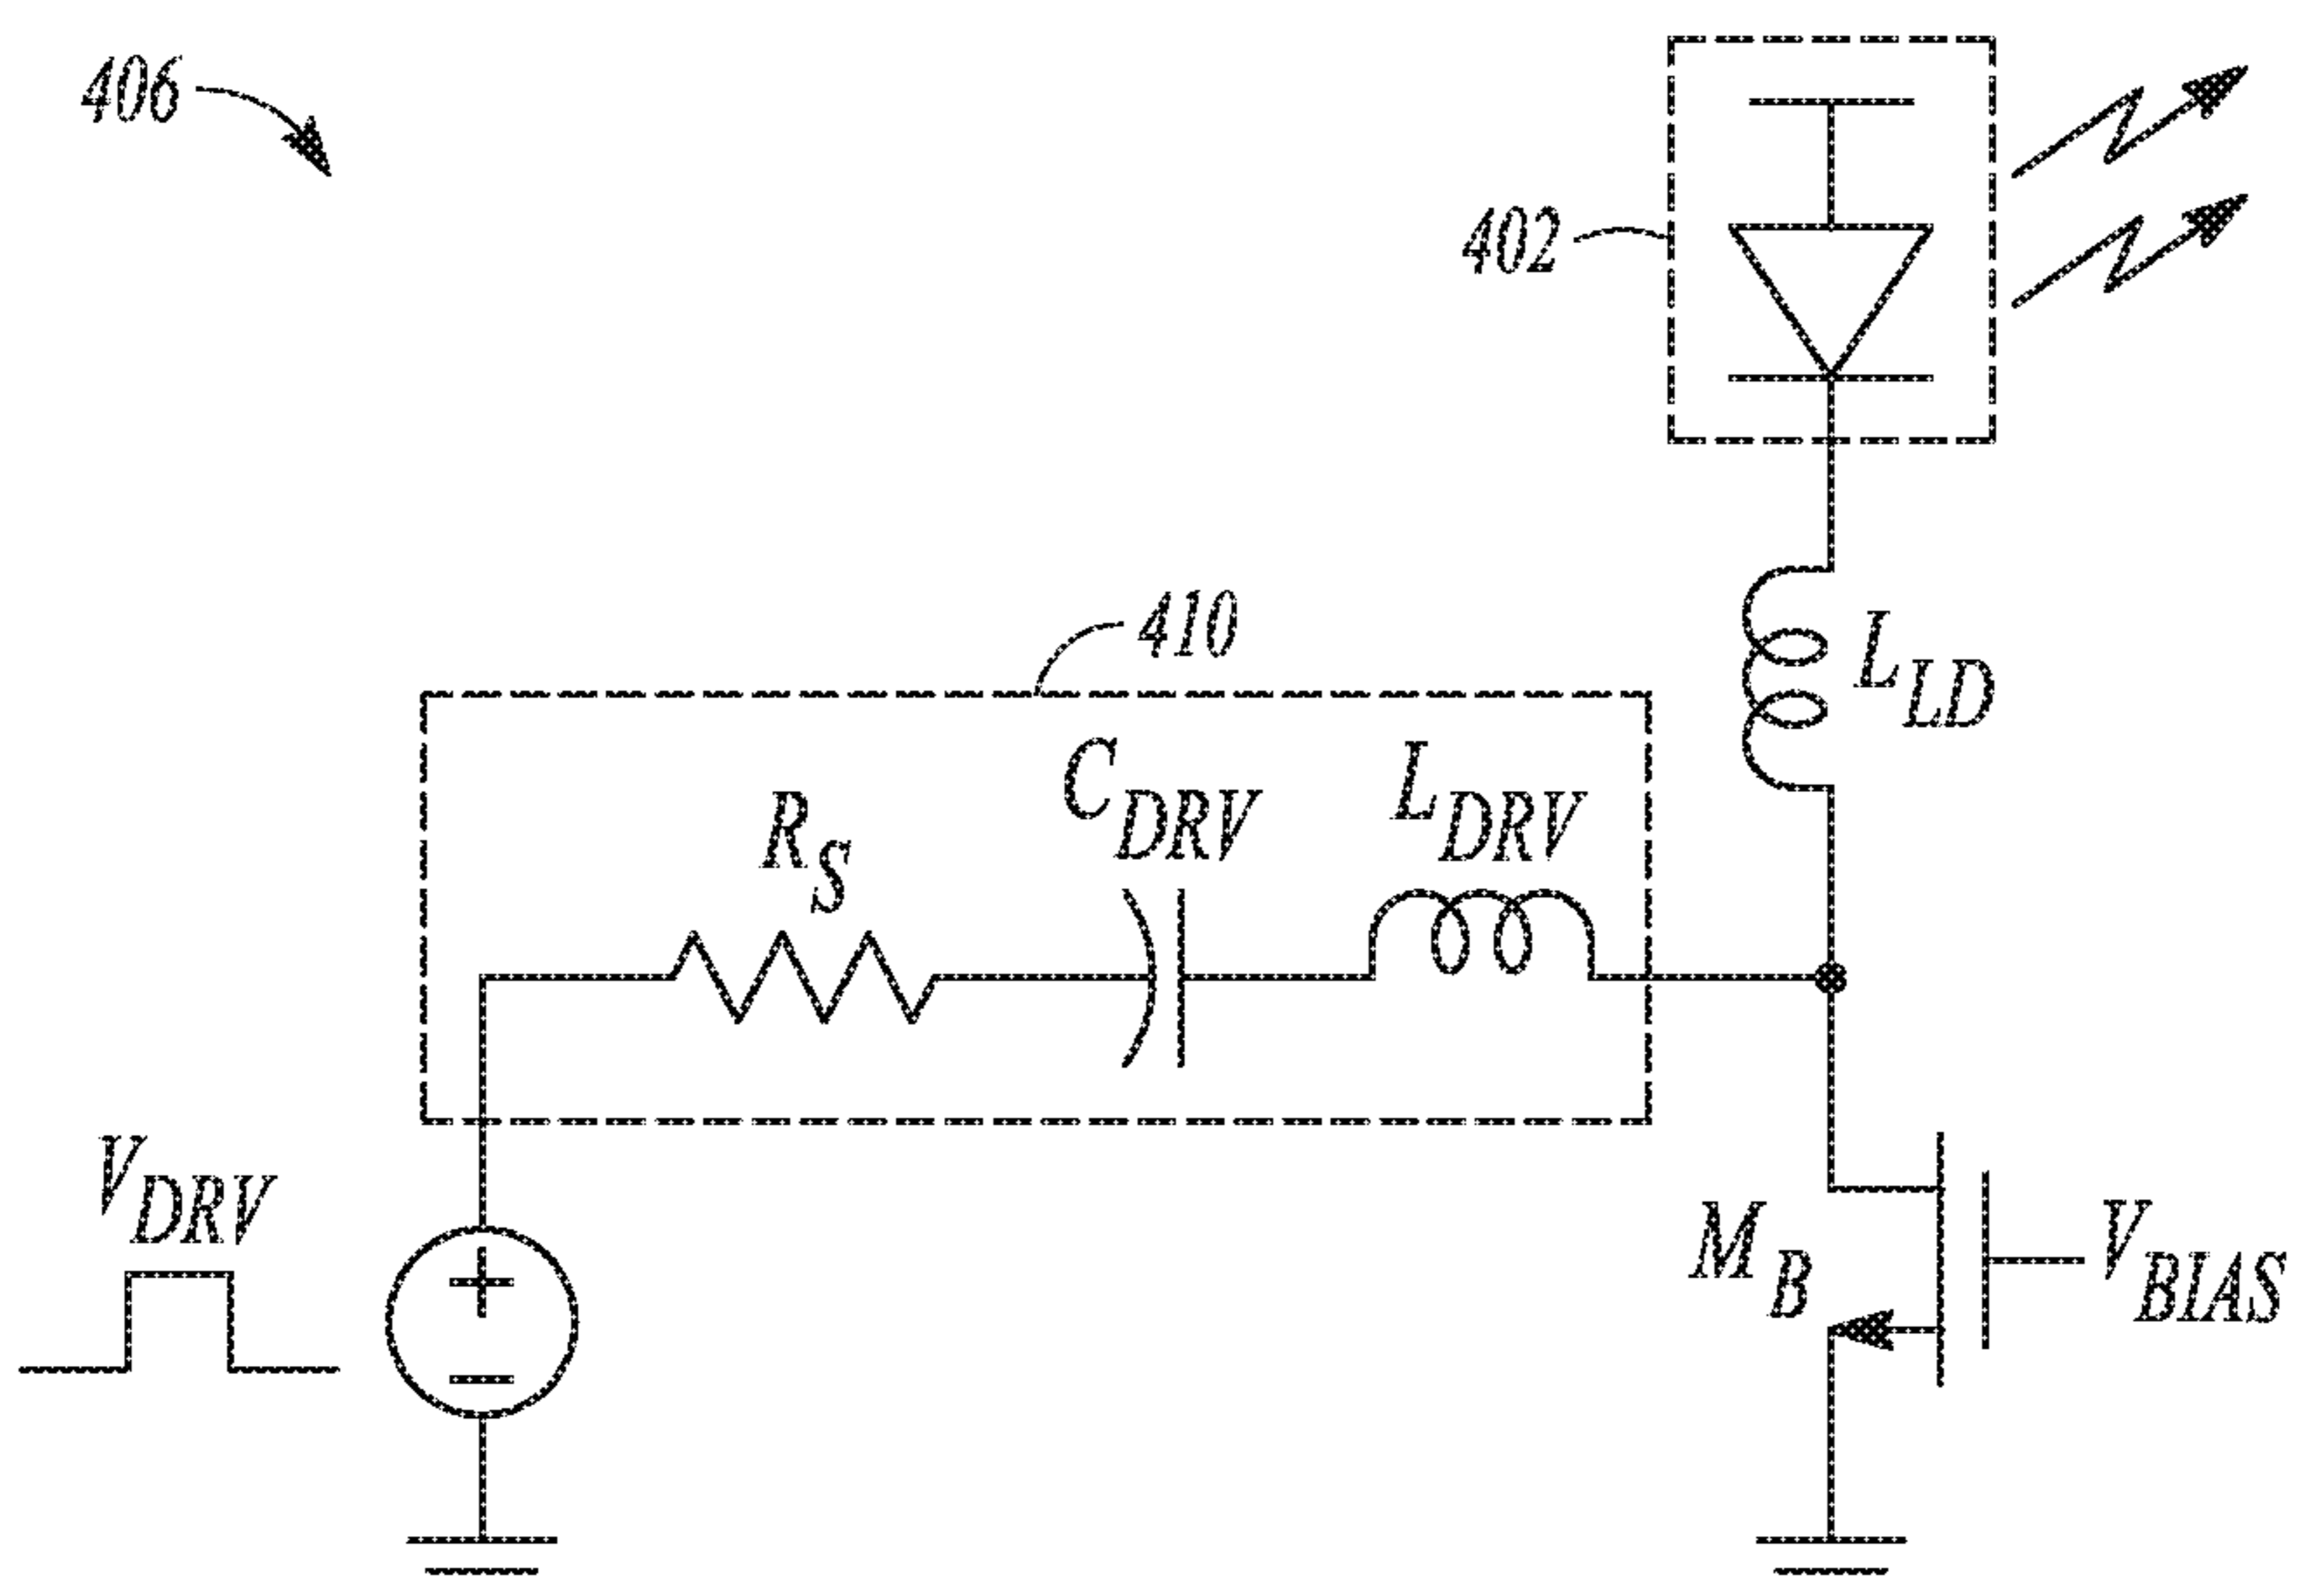 406
402
410
L_LD
C_DRV
L_DRV
R_S
V_DRV
+
−
M_B
V_BIAS